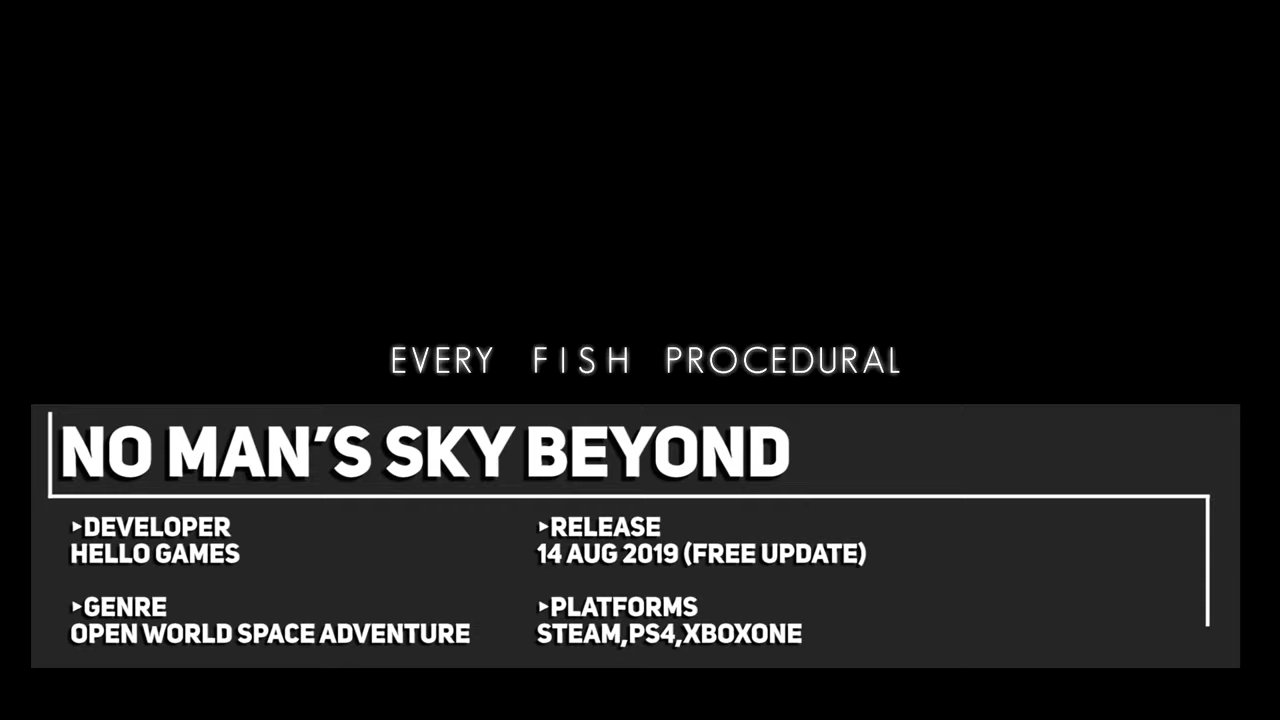 EVERY FISH PROCEDURAL
NO MAN'S SKY BEYOND
▸DEVELOPER
HELLO GAMES
▸RELEASE
14 AUG 2019 (FREE UPDATE)
▸GENRE
OPEN WORLD SPACE ADVENTURE
▸PLATFORMS
STEAM,PS4,XBOXONE